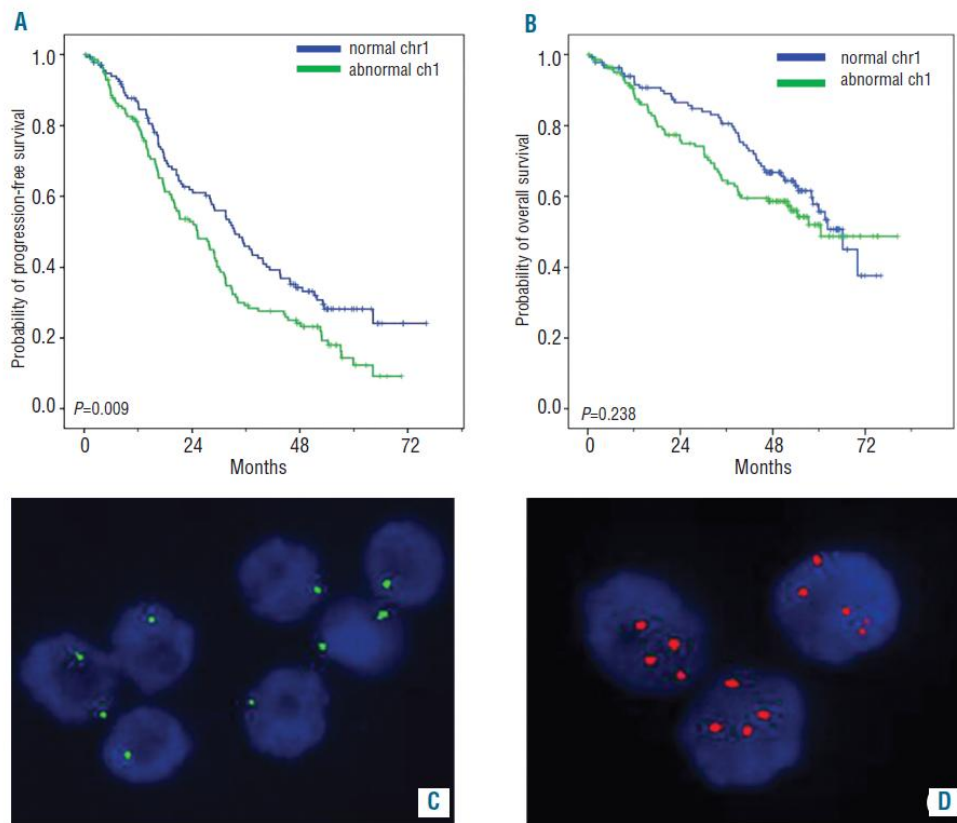 A
normal chr1
abnormal ch1
Probability of progression-free survival
1.0
0.8
0.6
0.4
0.2
0.0
P=0.009
0 24 48 72
Months
B
normal chr1
abnormal ch1
Probability of overall survival
1.0
0.8
0.6
0.4
0.2
0.0
P=0.238
0 24 48 72
Months
C
D